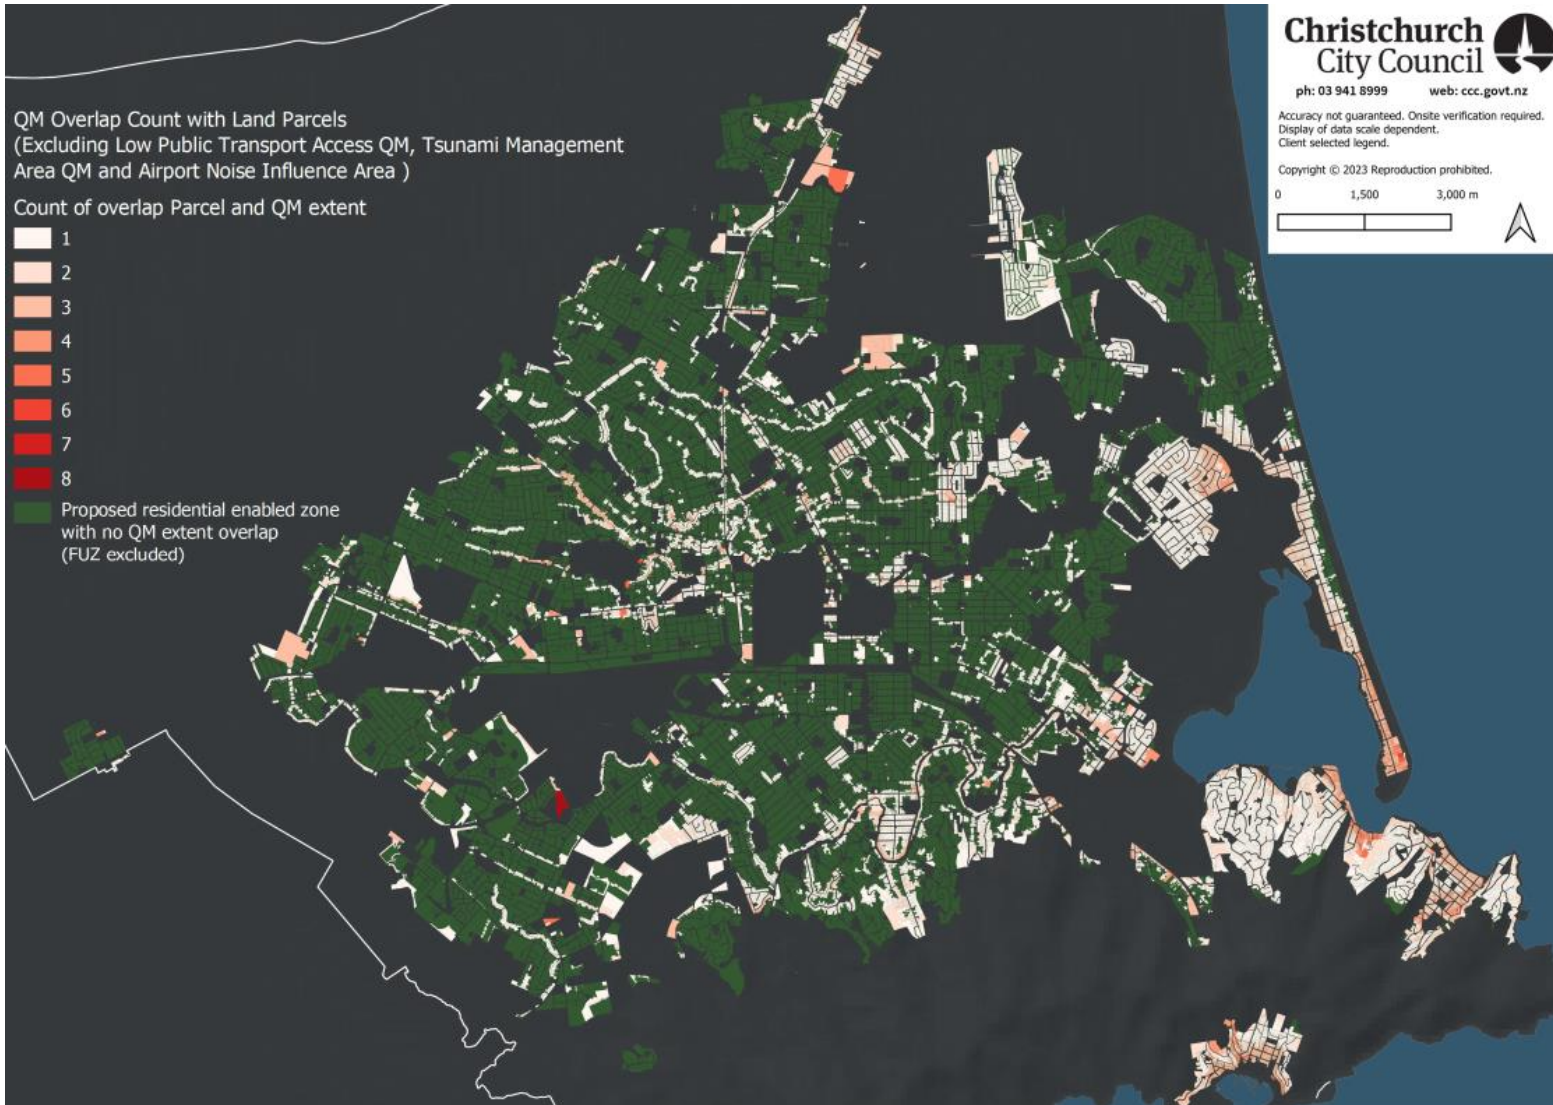 QM Overlap Count with Land Parcels
(Excluding Low Public Transport Access QM, Tsunami Management
Area QM and Airport Noise Influence Area )
Count of overlap Parcel and QM extent
1
2
3
4
5
6
7
8
Proposed residential enabled zone
with no QM extent overlap
(FUZ excluded)
Christchurch
City Council
ph: 03 941 8999 web: ccc.govt.nz
Accuracy not guaranteed. Onsite verification required.
Display of data scale dependent.
Client selected legend.
Copyright © 2023 Reproduction prohibited.
0 1,500 3,000 m